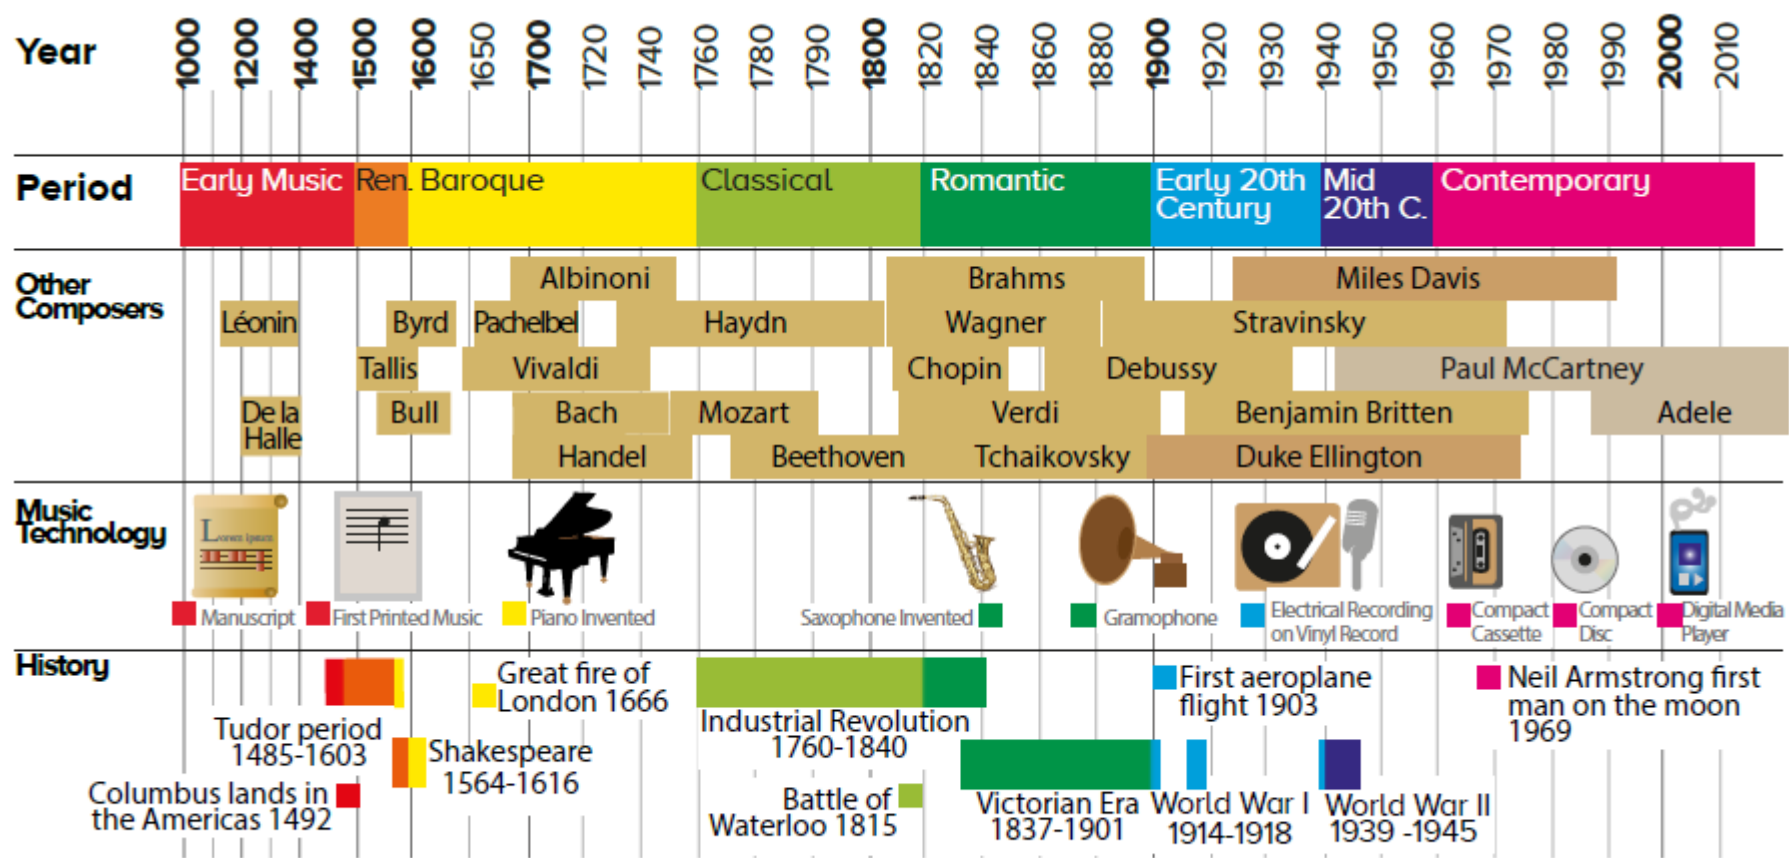 Year
1000 1200 1400 1500 1600 1650 1700 1720 1740 1760 1780 1790 1800 1820 1840 1860 1880 1900 1920 1930 1940 1950 1960 1970 1980 1990 2000 2010
Period
Early Music
Ren.
Baroque
Classical
Romantic
Early 20th
Century
Mid
20th C.
Contemporary
Other
Composers
Albinoni
Brahms
Miles Davis
Léonin
Byrd
Pachelbel
Haydn
Wagner
Stravinsky
Tallis
Vivaldi
Chopin
Debussy
Paul McCartney
De la
Halle
Bull
Bach
Mozart
Verdi
Benjamin Britten
Adele
Handel
Beethoven
Tchaikovsky
Duke Ellington
Music
Technology
Lorem ipsum
Manuscript
First Printed Music
Piano Invented
Saxophone Invented
Gramophone
Electrical Recording
on Vinyl Record
Compact
Cassette
Compact
Disc
Digital Media
Player
History
Tudor period
1485-1603
Columbus lands in
the Americas 1492
Shakespeare
1564-1616
Great fire of
London 1666
Industrial Revolution
1760-1840
Battle of
Waterloo 1815
Victorian Era
1837-1901
First aeroplane
flight 1903
World War I
1914-1918
World War II
1939 -1945
Neil Armstrong first
man on the moon
1969